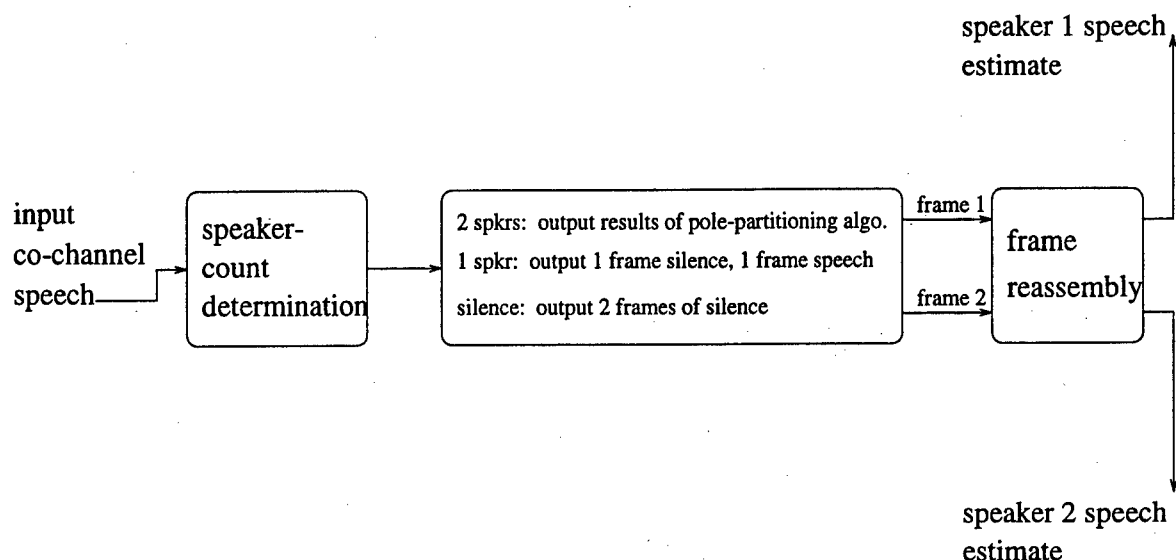 speaker 1 speech
estimate
input
co-channel
speech
speaker-
count
determination
2 spkrs: output results of pole-partitioning algo.
1 spkr: output 1 frame silence, 1 frame speech
silence: output 2 frames of silence
frame 1
frame 2
frame
reassembly
speaker 2 speech
estimate